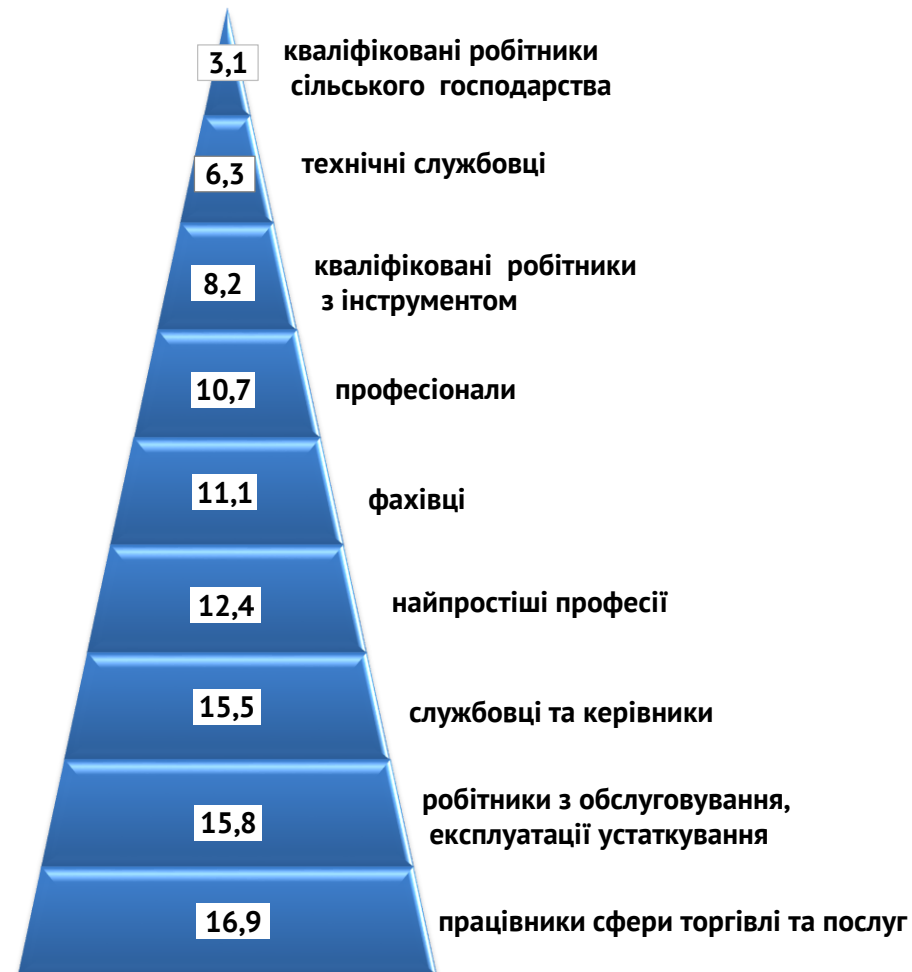 3,1
кваліфіковані робітники
сільського господарства
6,3
технічні службовці
8,2
кваліфіковані робітники
з інструментом
10,7
професіонали
11,1
фахівці
12,4
найпростіші професії
15,5
службовці та керівники
15,8
робітники з обслуговування,
експлуатації устаткування
16,9
працівники сфери торгівлі та послуг